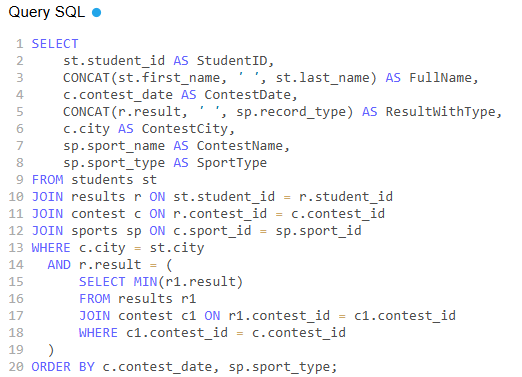 Query SQL
1 SELECT
2     st.student_id AS StudentID,
3     CONCAT(st.first_name, ' ', st.last_name) AS FullName,
4     c.contest_date AS ContestDate,
5     CONCAT(r.result, ' ', sp.record_type) AS ResultWithType,
6     c.city AS ContestCity,
7     sp.sport_name AS ContestName,
8     sp.sport_type AS SportType
9 FROM students st
10 JOIN results r ON st.student_id = r.student_id
11 JOIN contest c ON r.contest_id = c.contest_id
12 JOIN sports sp ON c.sport_id = sp.sport_id
13 WHERE c.city = st.city
14   AND r.result = (
15       SELECT MIN(r1.result)
16       FROM results r1
17       JOIN contest c1 ON r1.contest_id = c1.contest_id
18       WHERE c1.contest_id = c.contest_id
19   )
20 ORDER BY c.contest_date, sp.sport_type;